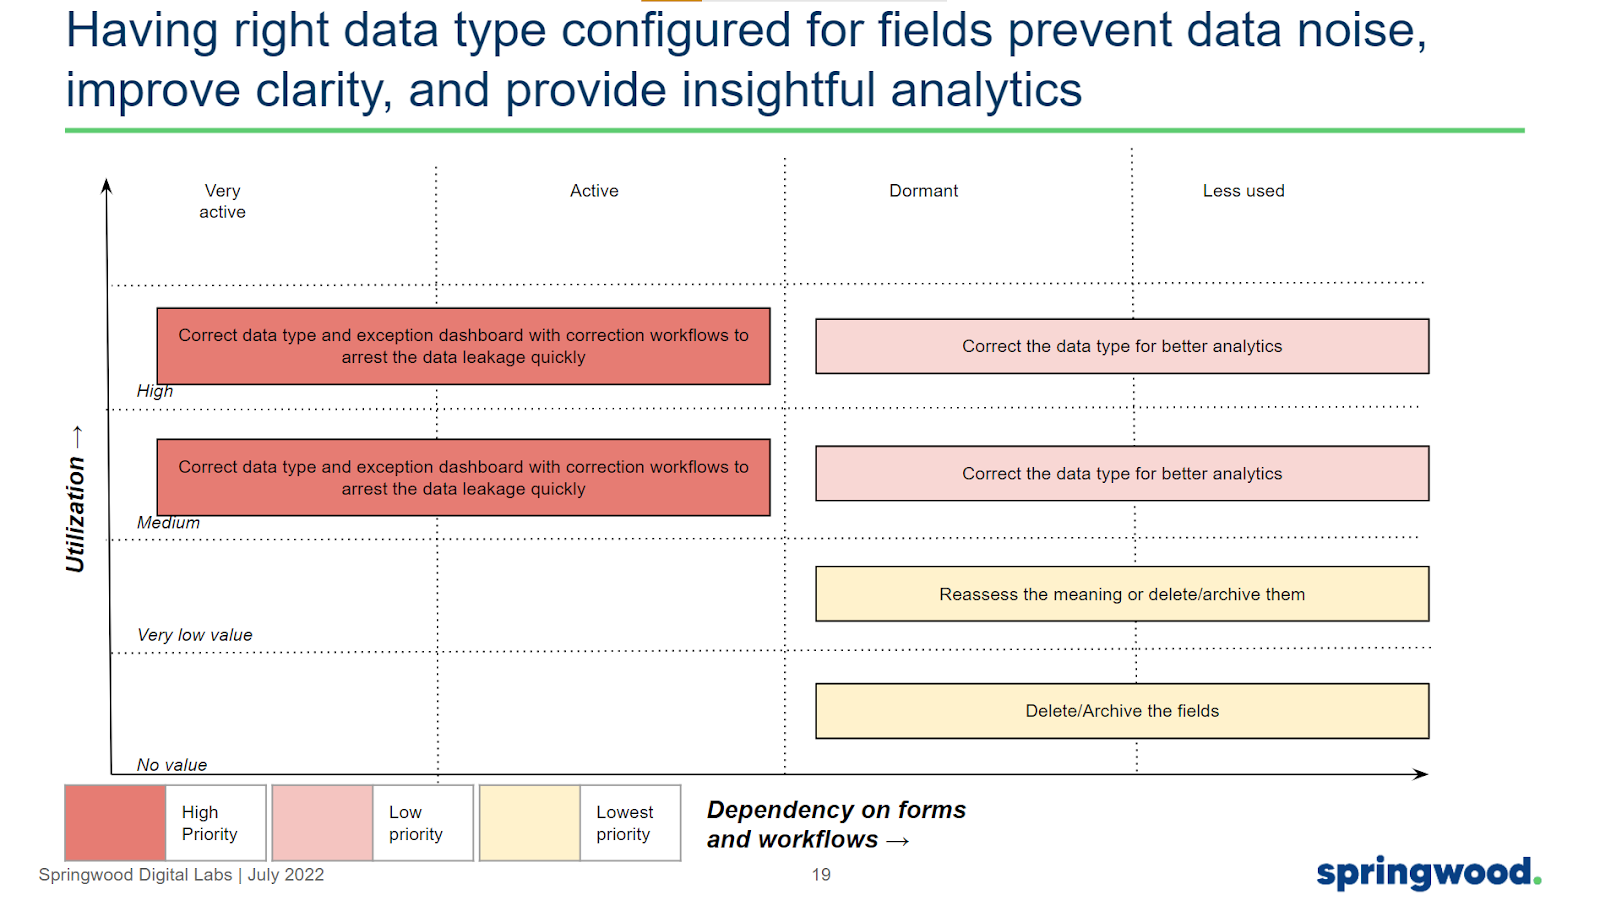 Having right data type configured for fields prevent data noise,
improve clarity, and provide insightful analytics
Very
active
Active
Dormant
Less used
Correct data type and exception dashboard with correction workflows to
arrest the data leakage quickly
Correct the data type for better analytics
High
Correct data type and exception dashboard with correction workflows to
arrest the data leakage quickly
Correct the data type for better analytics
Medium
Utilization →
Reassess the meaning or delete/archive them
Very low value
Delete/Archive the fields
No value
High
Priority
Low
priority
Lowest
priority
Dependency on forms
and workflows →
Springwood Digital Labs | July 2022
19
springwood.